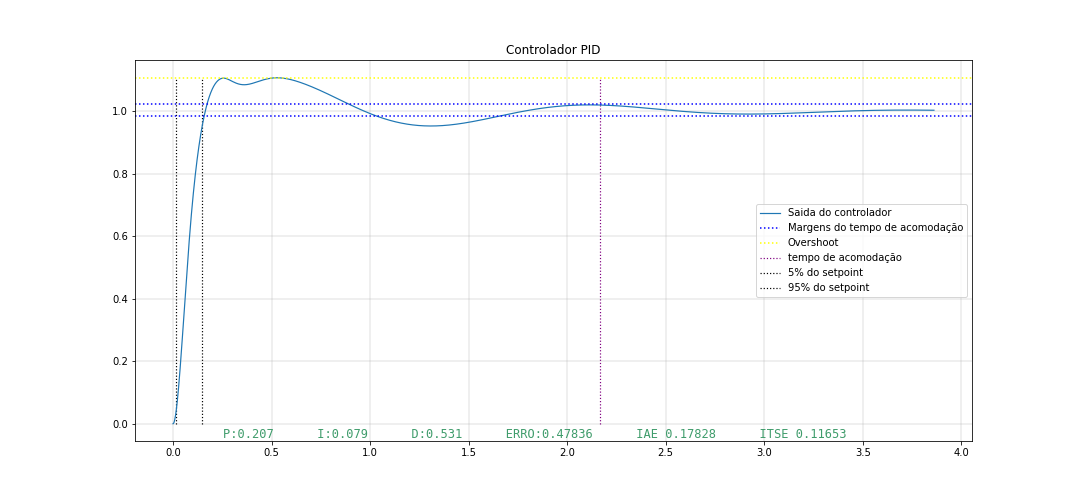 Controlador PID
1.0
0.8
0.6
0.4
0.2
0.0
Saida do controlador
Margens do tempo de acomodação
Overshoot
tempo de acomodação
5% do setpoint
95% do setpoint
P:0.207 I:0.079 D:0.531 ERRO:0.47836 IAE 0.17828 ITSE 0.11653
0.0 0.5 1.0 1.5 2.0 2.5 3.0 3.5 4.0